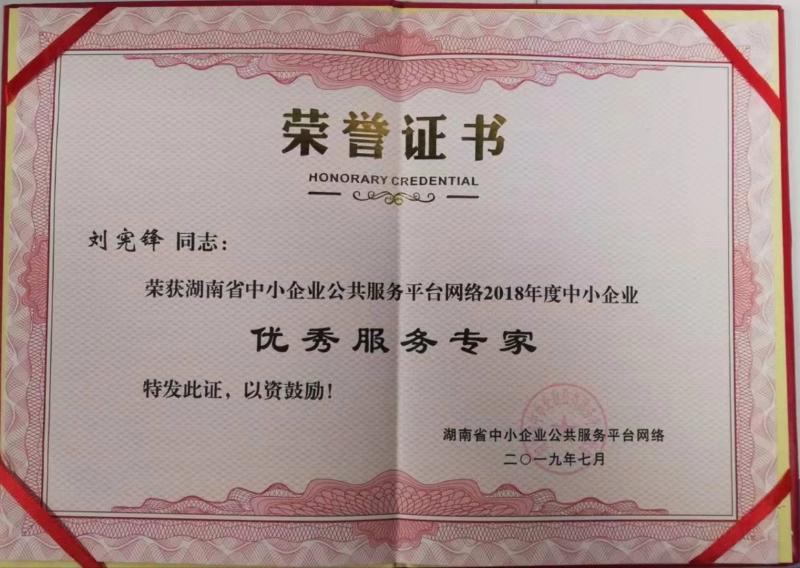 荣誉证书
HONORARY CREDENTIAL
刘宪锋 同志：
荣获湖南省中小企业公共服务平台网络2018年度中小企业
优秀服务专家
特发此证，以资鼓励！
湖南省中小企业公共服务平台网络
二〇一九年七月